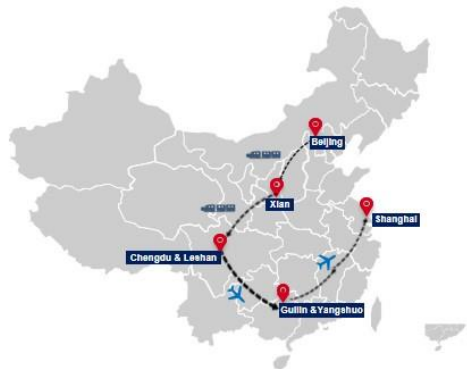 Beijing
Xian
Shanghai
Chengdu & Leshan
Guilin &Yangshuo